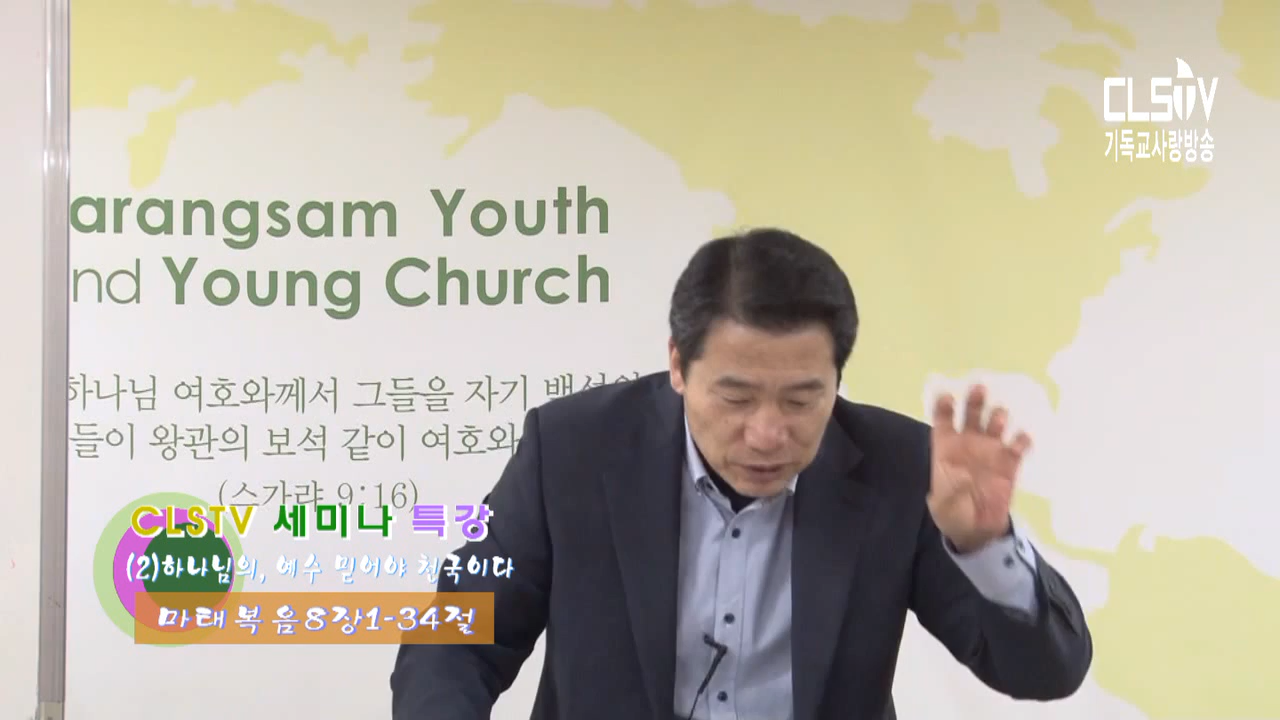 CLSTV
기독교사랑방송
arangsam Youth
nd Young Church
하나님 여호와께서 그들을 자기
들이 왕관의 보석 같이 여호와
(스가랴 9:16)
CLSTV 세미나 특강
(2)하나님의, 예수 믿어야 천국이다
마태복음8장1-34절